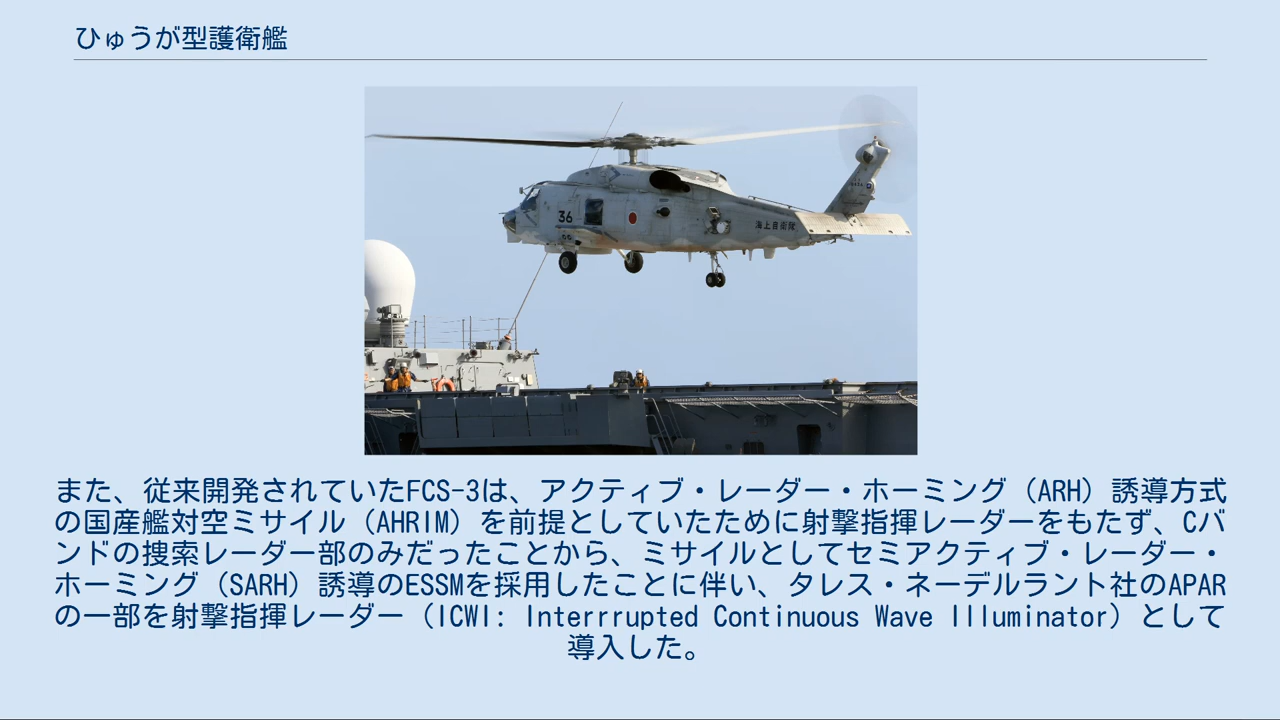 ひゅうが型護衛艦
36
海上自衛隊
また、従来開発されていたFCS-3は、アクティブ・レーダー・ホーミング（ARH）誘導方式
の国産艦対空ミサイル（AHRIM）を前提としていたために射撃指揮レーダーをもたず、Cバ
ンドの捜索レーダー部のみだったことから、ミサイルとしてセミアクティブ・レーダー・
ホーミング（SARH）誘導のESSMを採用したことに伴い、タレス・ネーデルラント社のAPAR
の一部を射撃指揮レーダー（ICWI: Interrrupted Continuous Wave Illuminator）として
導入した。